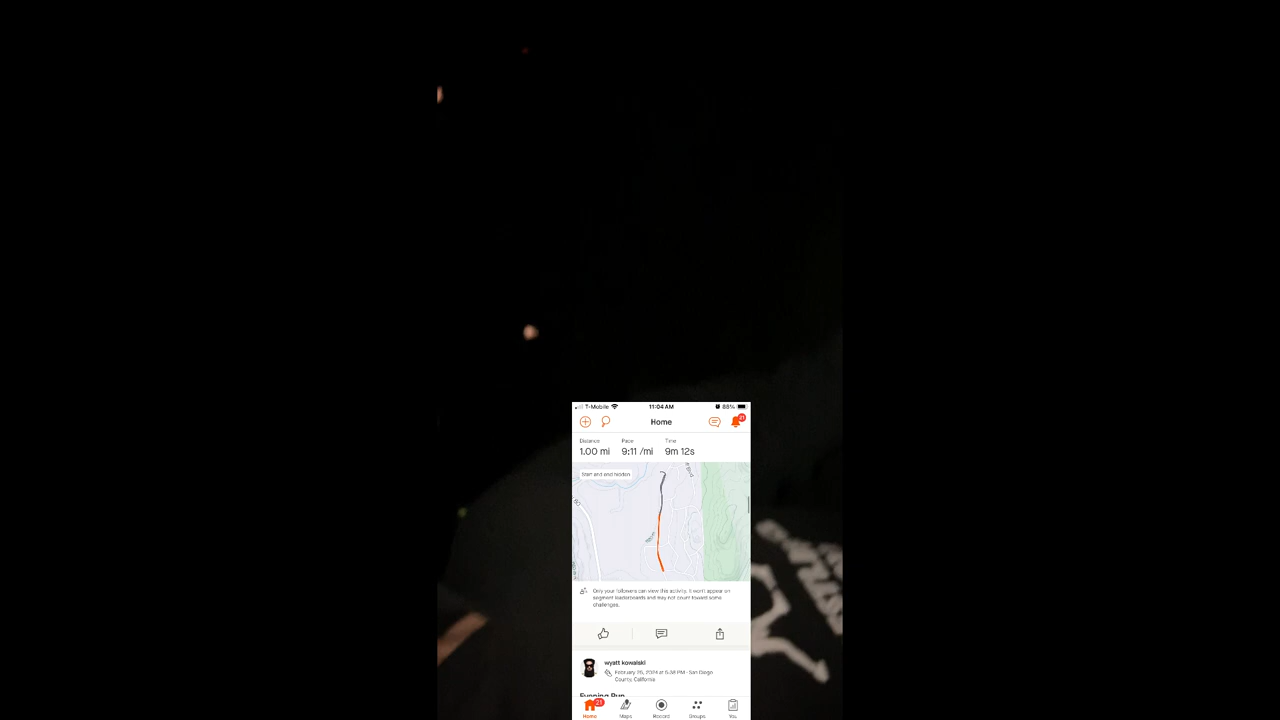 T-Mobile 11:04 AM 88%
Home
Distance Pace Time
1.00 mi 9:11 /mi 9m 12s
Start and end hidden
Only your followers can view this activity. It won't appear on
segment leaderboards and may not count toward some
challenges.
wyatt kowalski
February 26, 2024 at 5:58 PM · San Diego
County, California
Evening Run
21
Home Maps Record Groups You